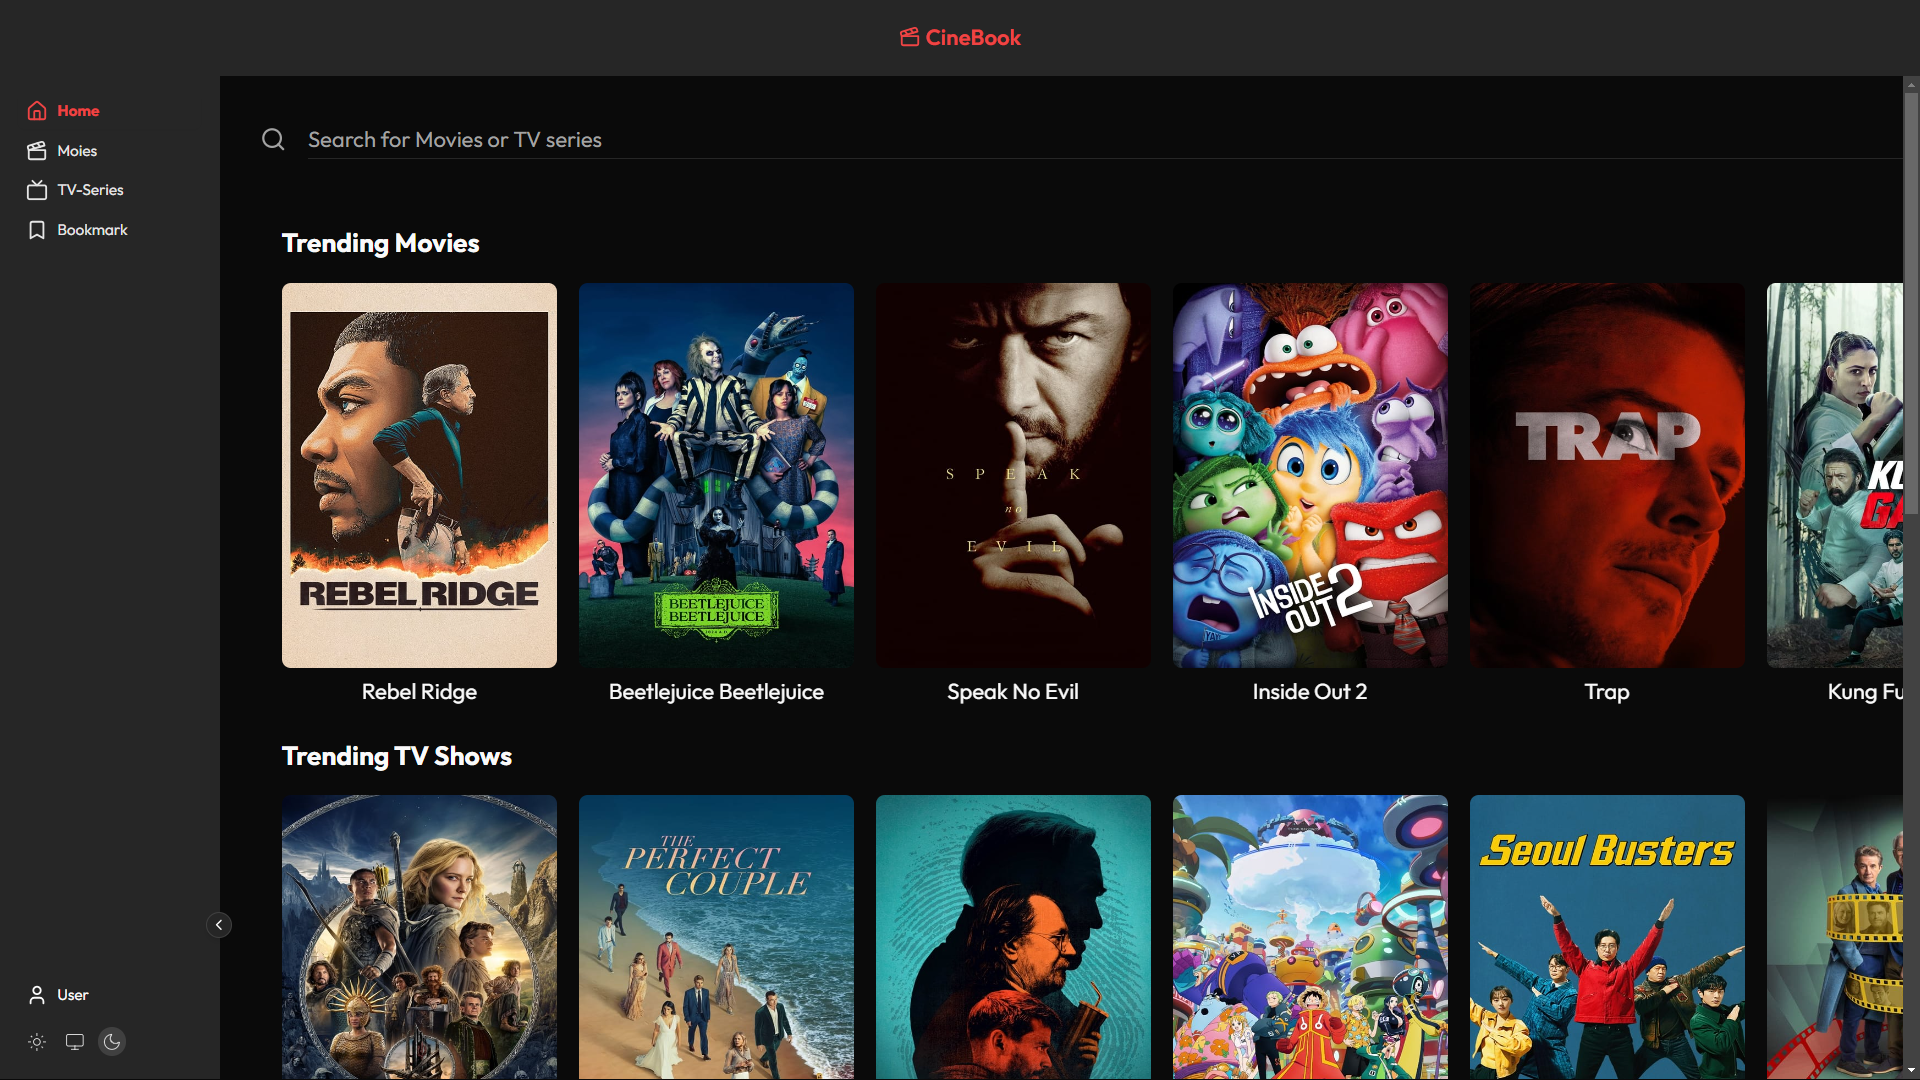 CineBook
Home
Moies
TV-Series
Bookmark
Search for Movies or TV series
Trending Movies
REBEL RIDGE
BEETLEJUICE
BEETLEJUICE
SPEAK
no
EVIL
INSIDE
OUT 2
TRAP
KU
GA
Rebel Ridge
Beetlejuice Beetlejuice
Speak No Evil
Inside Out 2
Trap
Kung Fu
Trending TV Shows
THE
PERFECT
COUPLE
Seoul Busters
User